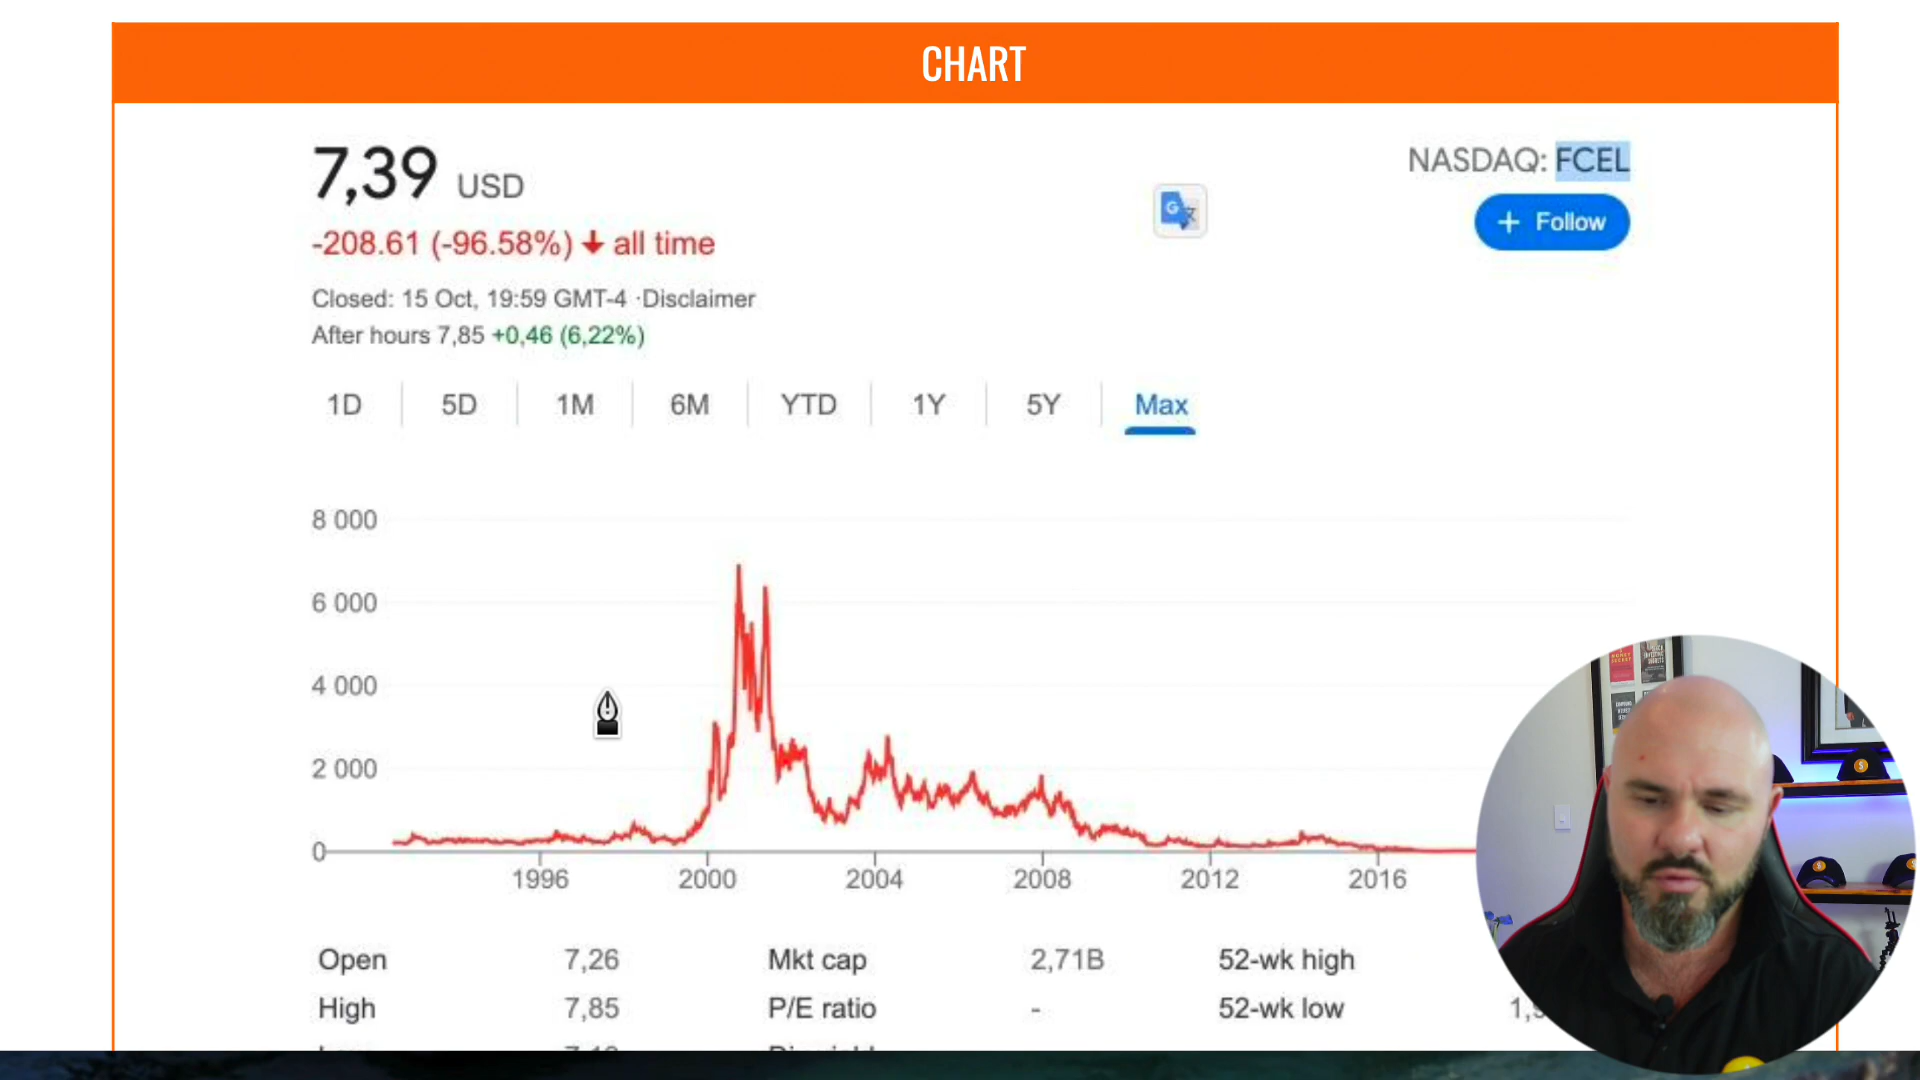 CHART
7,39 USD
NASDAQ: FCEL
+ Follow
-208.61 (-96.58%) ↓ all time
Closed: 15 Oct, 19:59 GMT-4 ·Disclaimer
After hours 7,85 +0,46 (6,22%)
1D 5D 1M 6M YTD 1Y 5Y Max
8 000
6 000
4 000
2 000
0
1996 2000 2004 2008 2012 2016
Open 7,26 Mkt cap 2,71B 52-wk high
High 7,85 P/E ratio - 52-wk low